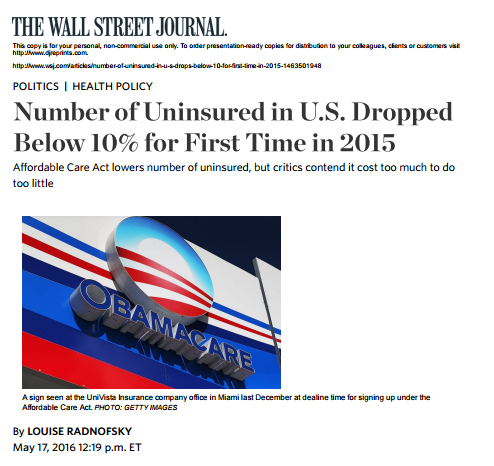 THE WALL STREET JOURNAL.
This copy is for your personal, non-commercial use only. To order presentation-ready copies for distribution to your colleagues, clients or customers visit
http://www.djreprints.com.
http://www.wsj.com/articles/number-of-uninsured-in-u-s-drops-below-10-for-first-time-in-2015-1463501948
POLITICS | HEALTH POLICY
Number of Uninsured in U.S. Dropped
Below 10% for First Time in 2015
Affordable Care Act lowers number of uninsured, but critics contend it cost too much to do
too little
OBAMACARE
A sign seen at the UniVista Insurance company office in Miami last December at dealine time for signing up under the
Affordable Care Act. PHOTO: GETTY IMAGES
By LOUISE RADNOFSKY
May 17, 2016 12:19 p.m. ET